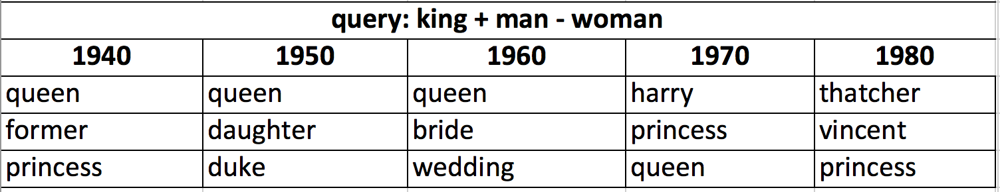 query: king + man - woman
1940 1950 1960 1970 1980
queen queen queen harry thatcher
former daughter bride princess vincent
princess duke wedding queen princess